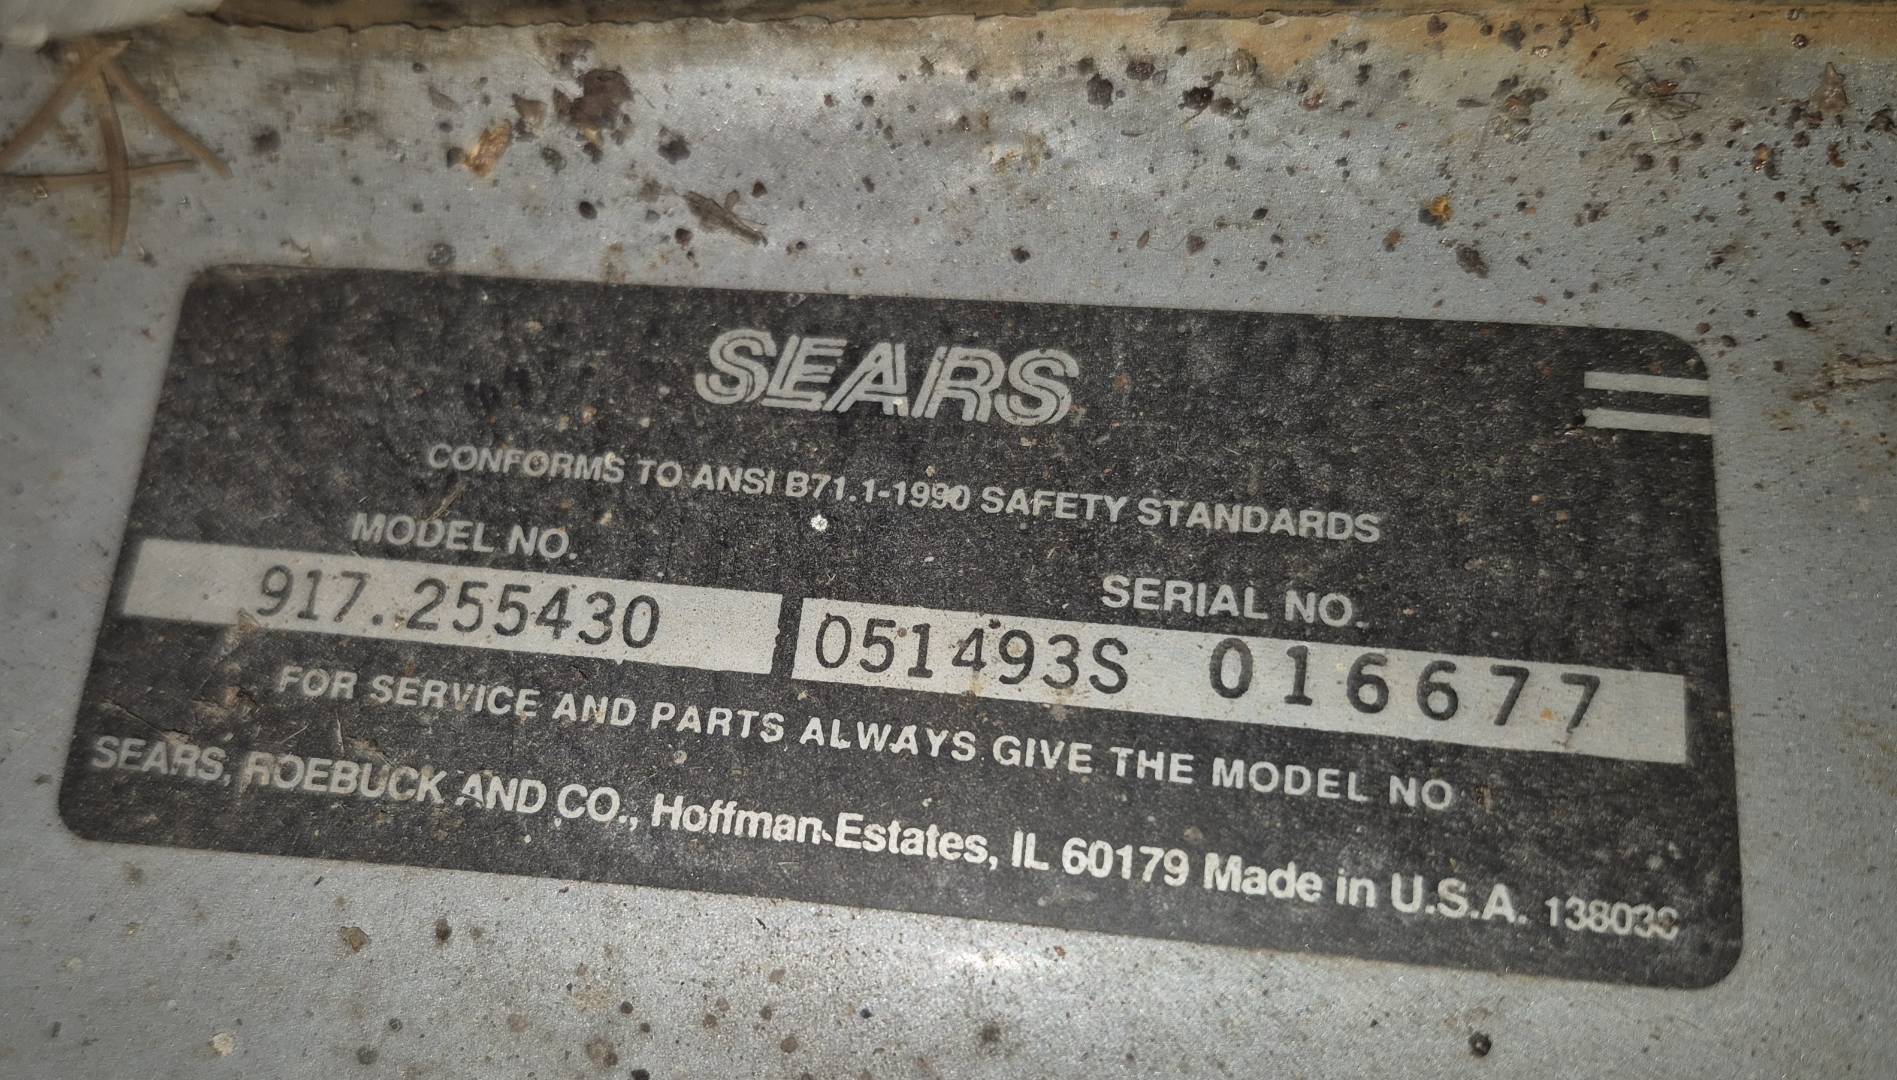 SEARS
CONFORMS TO ANSI B71.1-1990 SAFETY STANDARDS
MODEL NO.
917.255430
SERIAL NO.
051493S 016677
FOR SERVICE AND PARTS ALWAYS GIVE THE MODEL NO
SEARS, ROEBUCK AND CO., Hoffman Estates, IL 60179 Made in U.S.A.